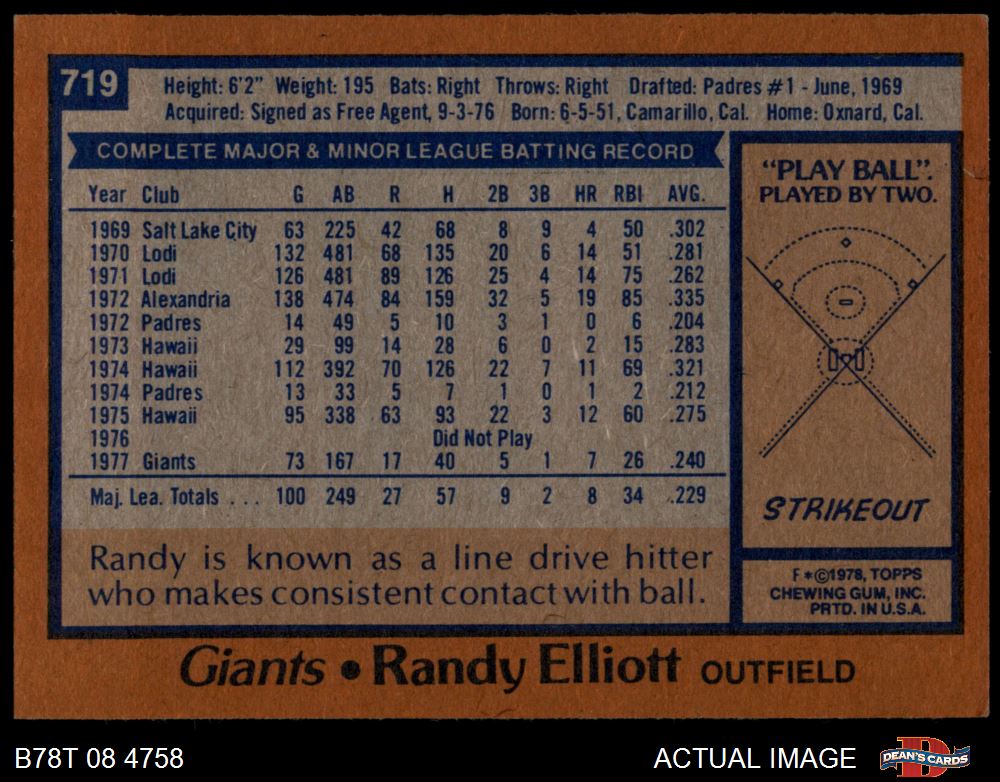 719
Height: 6'2" Weight: 195 Bats: Right Throws: Right Drafted: Padres #1 - June, 1969
Acquired: Signed as Free Agent, 9-3-76 Born: 6-5-51, Camarillo, Cal. Home: Oxnard, Cal.
COMPLETE MAJOR & MINOR LEAGUE BATTING RECORD
Year Club G AB R H 2B 3B HR RBI AVG.
1969 Salt Lake City 63 225 42 68 8 9 4 50 .302
1970 Lodi 132 481 68 135 20 6 14 51 .281
1971 Lodi 126 481 89 126 25 4 14 75 .262
1972 Alexandria 138 474 84 159 32 5 19 85 .335
1972 Padres 14 49 5 10 3 1 0 6 .204
1973 Hawaii 29 99 14 28 6 0 2 15 .283
1974 Hawaii 112 392 70 126 22 7 11 69 .321
1974 Padres 13 33 5 7 1 0 1 2 .212
1975 Hawaii 95 338 63 93 22 3 12 60 .275
1976 Did Not Play
1977 Giants 73 167 17 40 5 1 7 26 .240
Maj. Lea. Totals . . . 100 249 27 57 9 2 8 34 .229
Randy is known as a line drive hitter
who makes consistent contact with ball.
"PLAY BALL".
PLAYED BY TWO.
STRIKEOUT
F*©1978, TOPPS
CHEWING GUM, INC.
PRTD. IN U.S.A.
Giants • Randy Elliott OUTFIELD
B78T 08 4758
ACTUAL IMAGE
DEAN'S CARDS